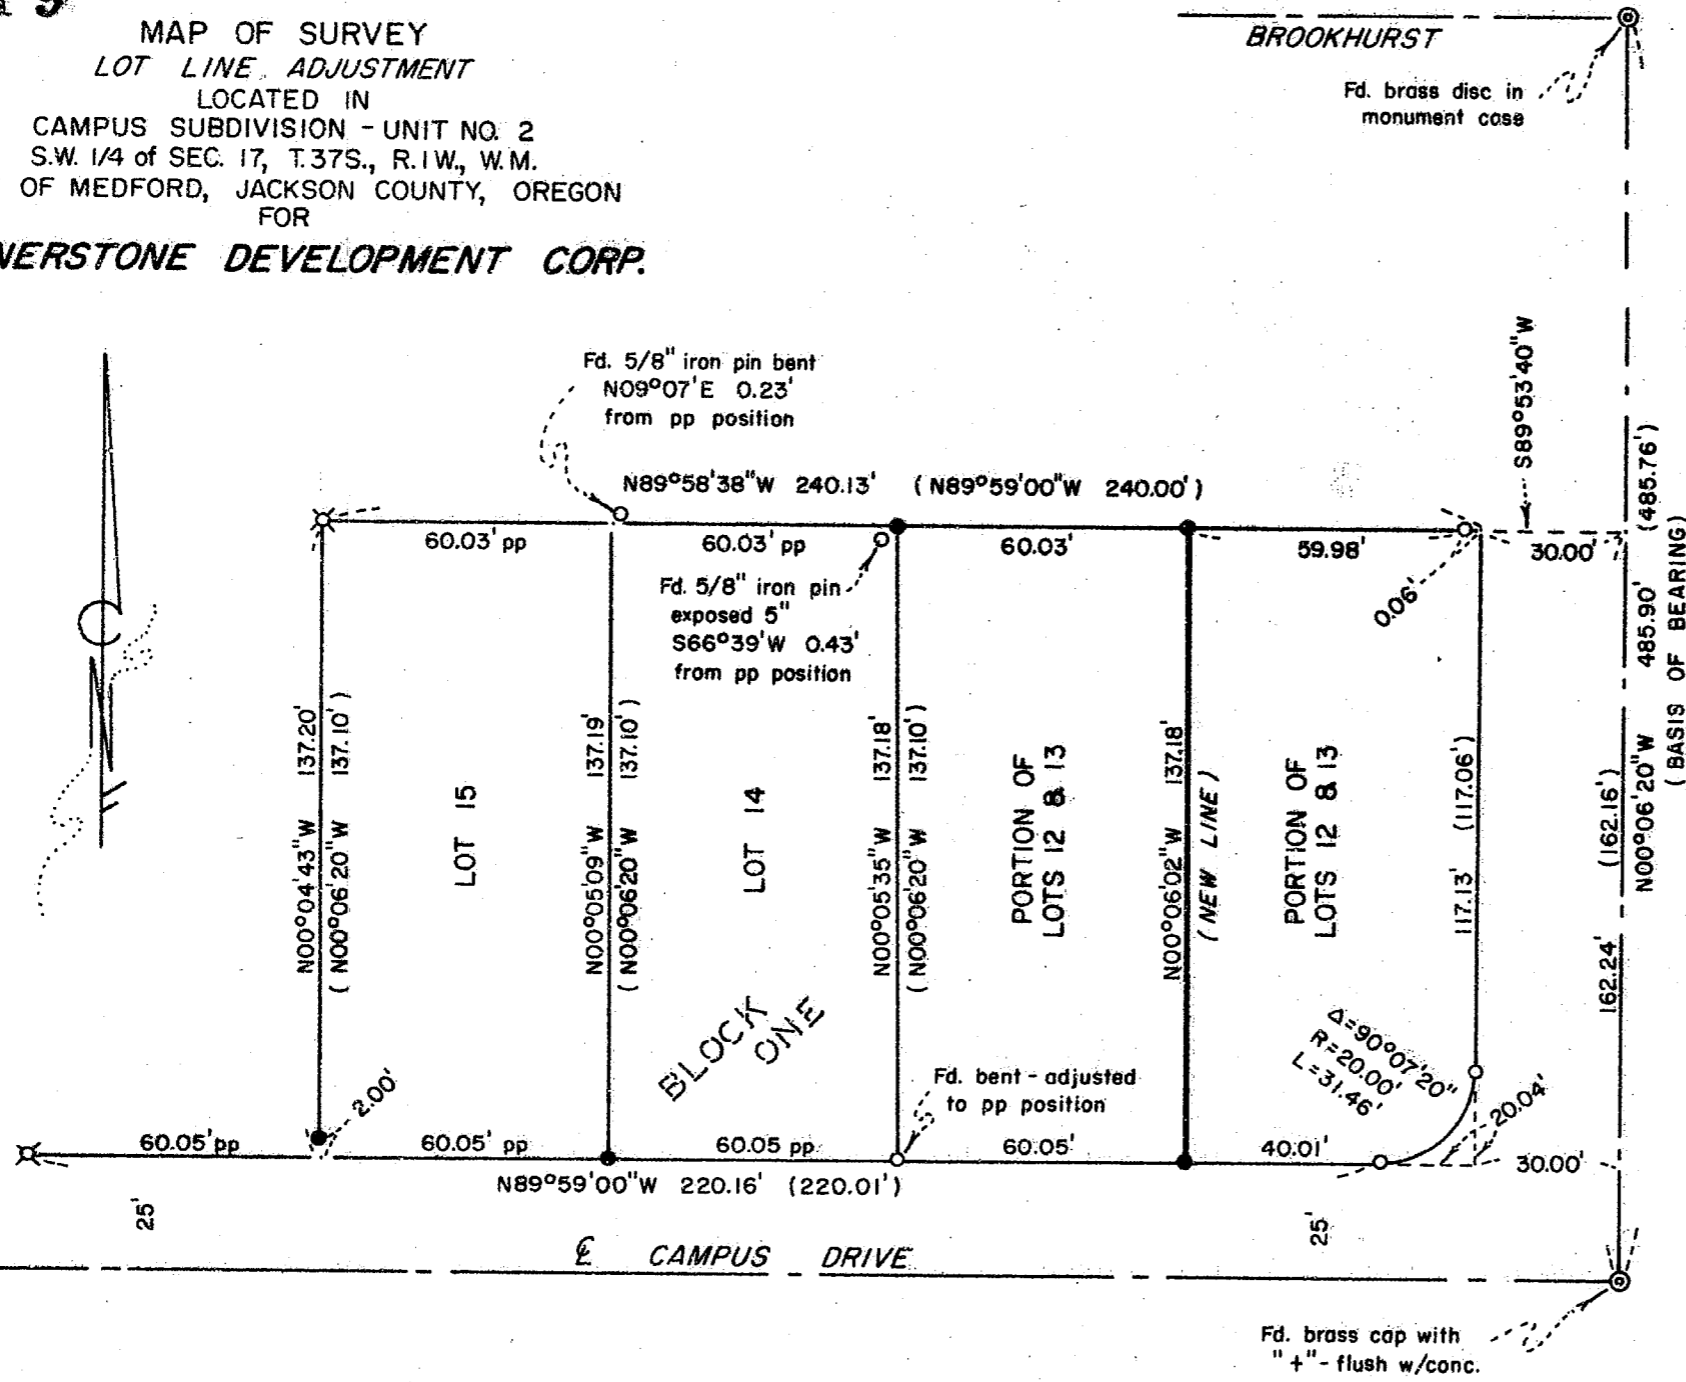 MAP OF SURVEY
LOT LINE ADJUSTMENT
LOCATED IN
CAMPUS SUBDIVISION - UNIT NO. 2
S.W. 1/4 of SEC. 17, T.37S., R.1W., W.M.
OF MEDFORD, JACKSON COUNTY, OREGON
FOR
NERSTONE DEVELOPMENT CORP.
BROOKHURST
Fd. brass disc in
monument case
Fd. 5/8" iron pin bent
N09°07'E 0.23'
from pp position
N89°58'38"W 240.13' (N89°59'00"W 240.00')
S89°53'40"W
(485.76')
60.03' pp
60.03' pp
60.03'
59.98'
30.00'
0.06'
Fd. 5/8" iron pin
exposed 5"
S66°39'W 0.43'
from pp position
N00°04'43"W 137.20'
(N00°06'20"W 137.10')
LOT 15
N00°05'09"W 137.19'
(N00°06'20"W 137.10')
LOT 14
N00°05'35"W 137.18'
(N00°06'20"W 137.10')
PORTION OF
LOTS 12 & 13
N00°06'02"W 137.18'
(NEW LINE)
PORTION OF
LOTS 12 & 13
117.13' (117.06')
162.24' (162.16')
N00°06'20"W 485.90'
(BASIS OF BEARING)
BLOCK
ONE
Δ=90°07'20"
R=20.00'
L=31.46'
20.04'
Fd. bent - adjusted
to pp position
2.00'
60.05' pp
60.05' pp
60.05 pp
60.05'
40.01'
30.00'
N89°59'00"W 220.16' (220.01')
25'
25'
℄ CAMPUS DRIVE
Fd. brass cap with
"+" - flush w/conc.